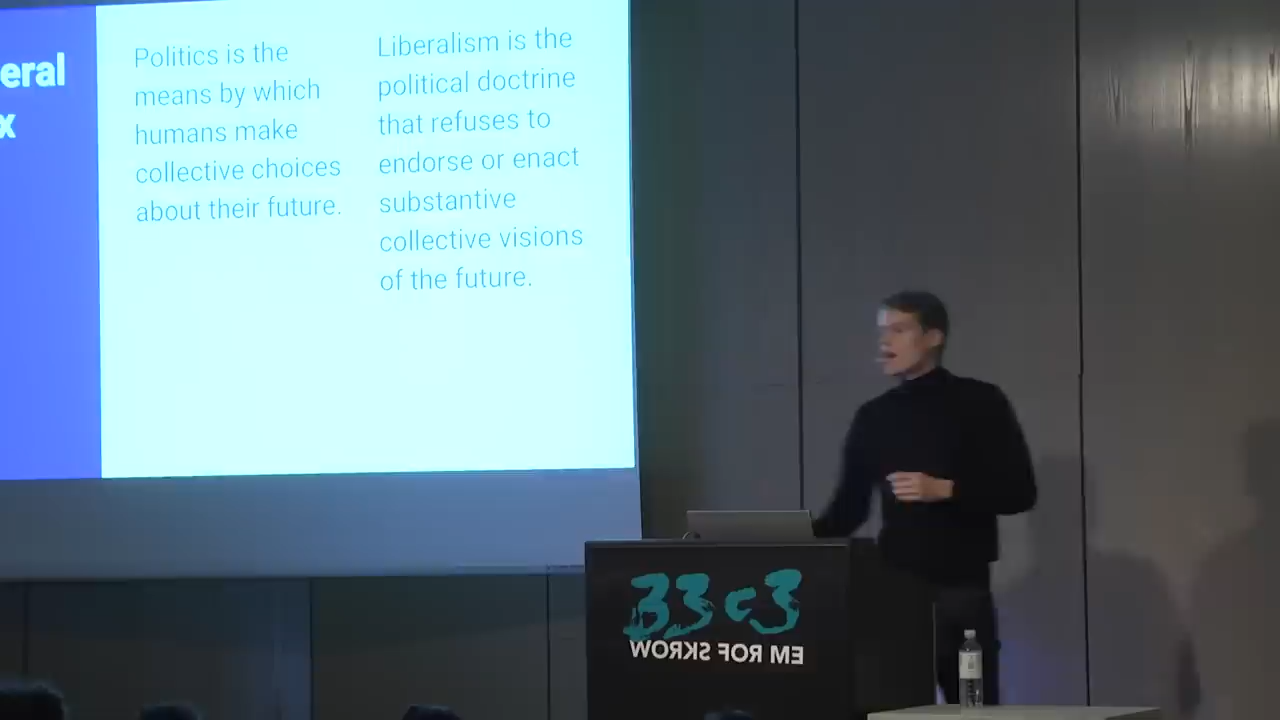 eral
x
Politics is the
means by which
humans make
collective choices
about their future.
Liberalism is the
political doctrine
that refuses to
endorse or enact
substantive
collective visions
of the future.
33c3
WORKS FOR ME